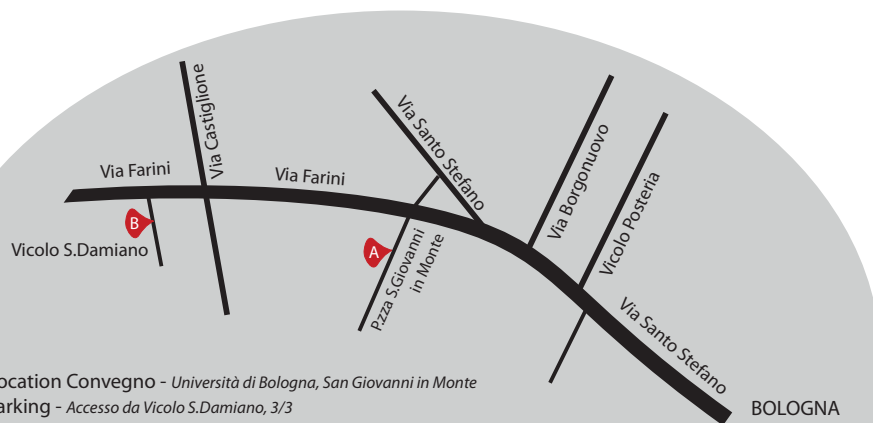 Via Castiglione
Via Santo Stefano
Via Borgonuovo
Via Farini
Via Farini
Vicolo Posteria
B
Vicolo S.Damiano
A
P.zza S.Giovanni
in Monte
Via Santo Stefano
ocation Convegno - Università di Bologna, San Giovanni in Monte
arking - Accesso da Vicolo S.Damiano, 3/3
BOLOGNA